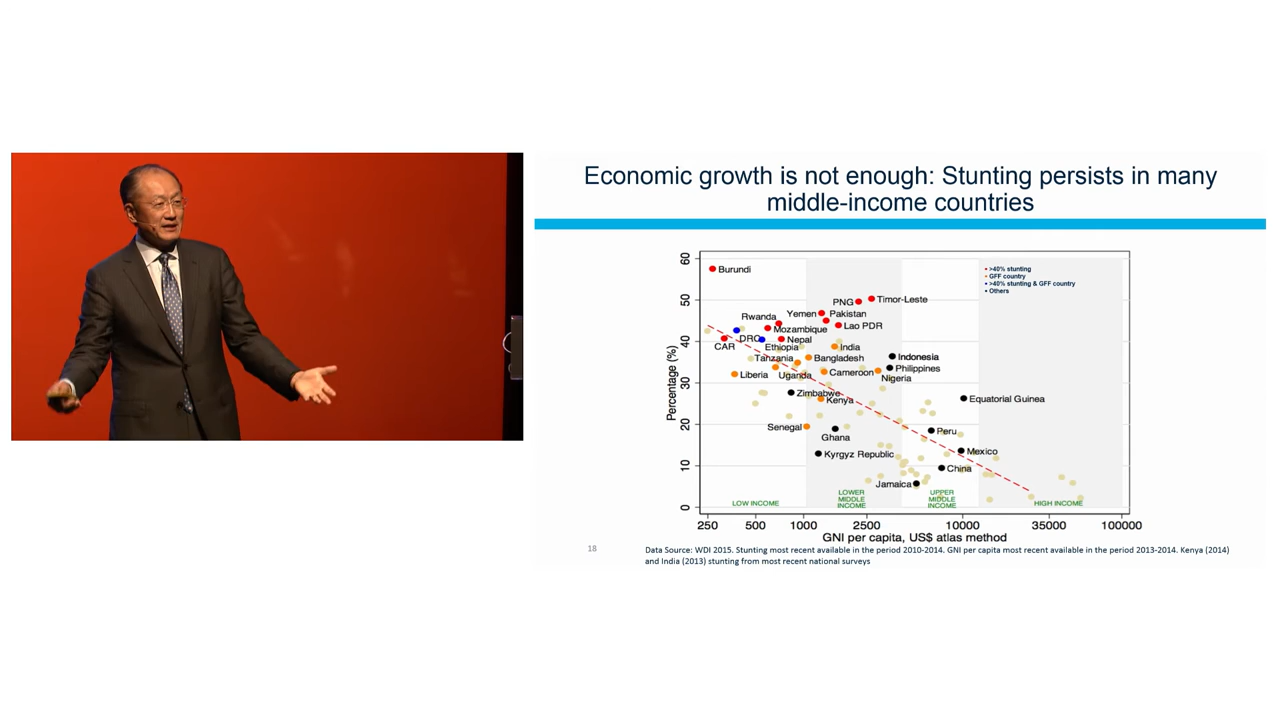 Economic growth is not enough: Stunting persists in many
middle-income countries
60
50
40
30
20
10
0
Percentage (%)
Burundi
>40% stunting
GFF country
>40% stunting & GFF country
Others
PNG
Timor-Leste
Rwanda
Yemen
Pakistan
Mozambique
Lao PDR
CAR
DRC
Nepal
Ethiopia
India
Tanzania
Bangladesh
Indonesia
Philippines
Liberia
Uganda
Cameroon
Nigeria
Zimbabwe
Kenya
Equatorial Guinea
Senegal
Ghana
Peru
Kyrgyz Republic
Mexico
China
Jamaica
LOW INCOME
LOWER
MIDDLE
INCOME
UPPER
MIDDLE
INCOME
HIGH INCOME
250 500 1000 2500 10000 35000 100000
GNI per capita, US$ atlas method
18
Data Source: WDI 2015. Stunting most recent available in the period 2010-2014. GNI per capita most recent available in the period 2013-2014. Kenya (2014)
and India (2013) stunting from most recent national surveys